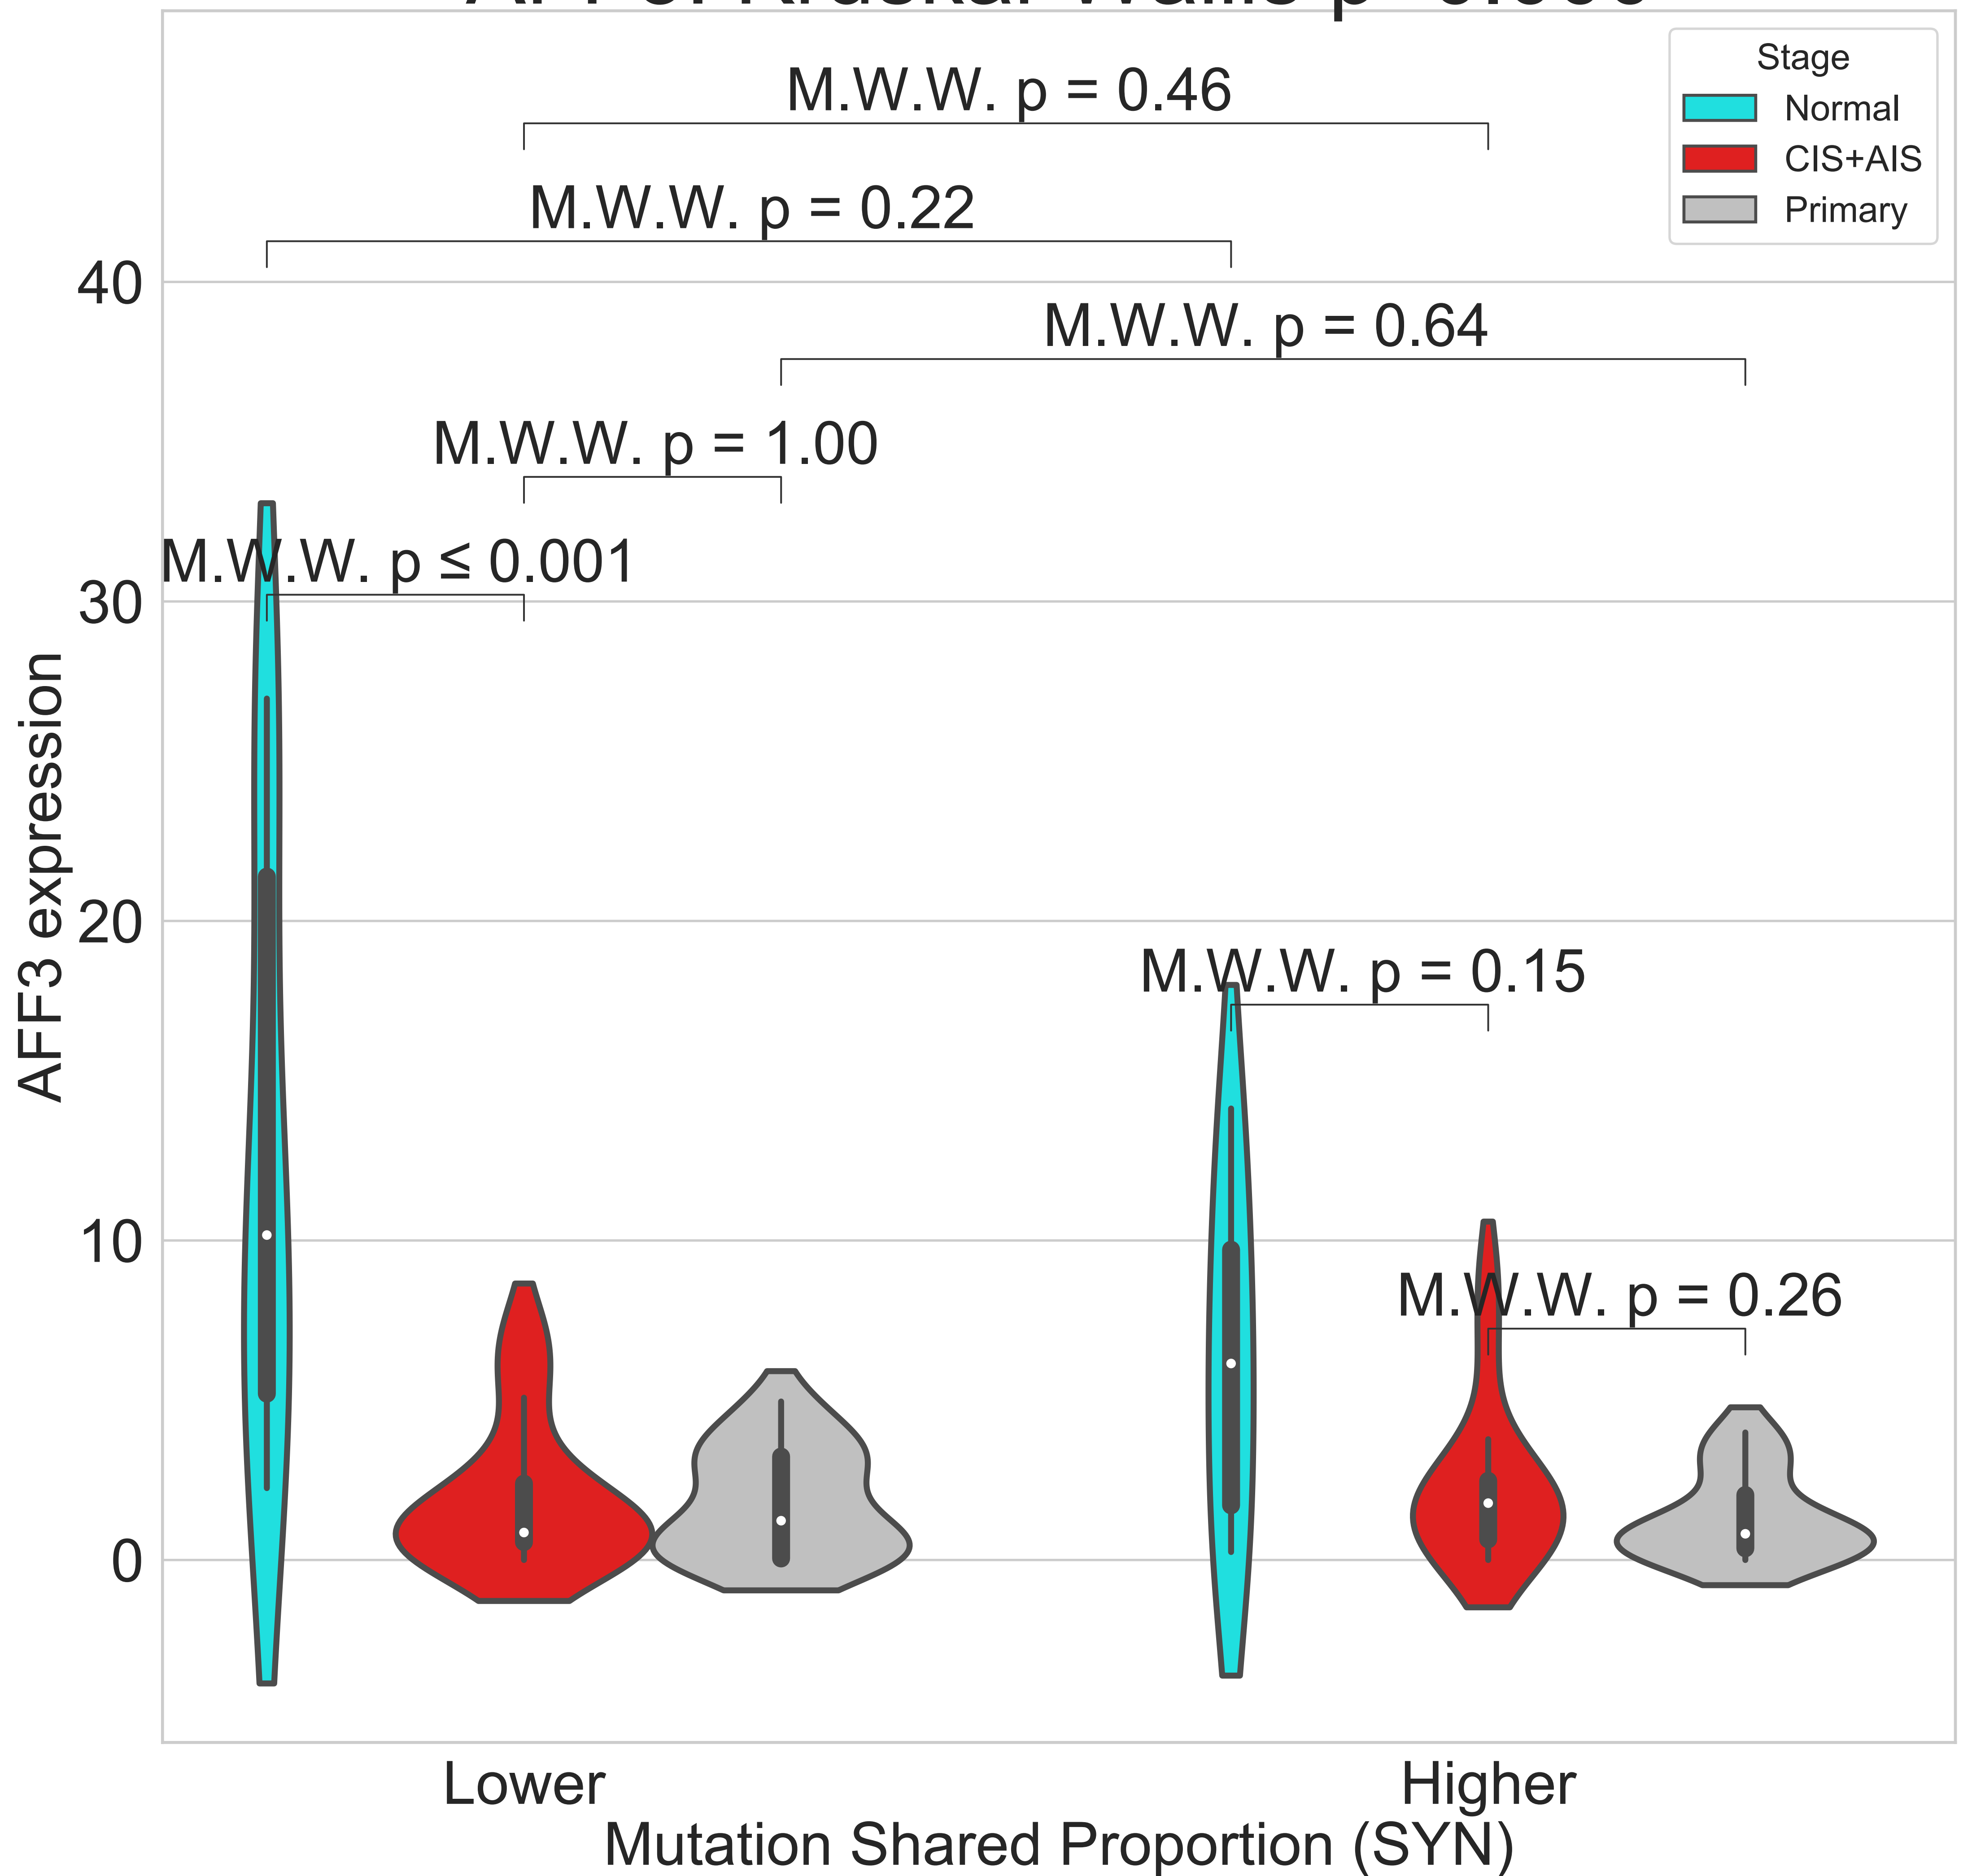 Stage
Normal
CIS+AIS
Primary
M.W.W. p = 0.46
M.W.W. p = 0.22
M.W.W. p = 0.64
M.W.W. p = 1.00
M.W.W. p ≤ 0.001
M.W.W. p = 0.15
M.W.W. p = 0.26
40
30
20
10
0
AFF3 expression
Lower
Higher
Mutation Shared Proportion (SYN)